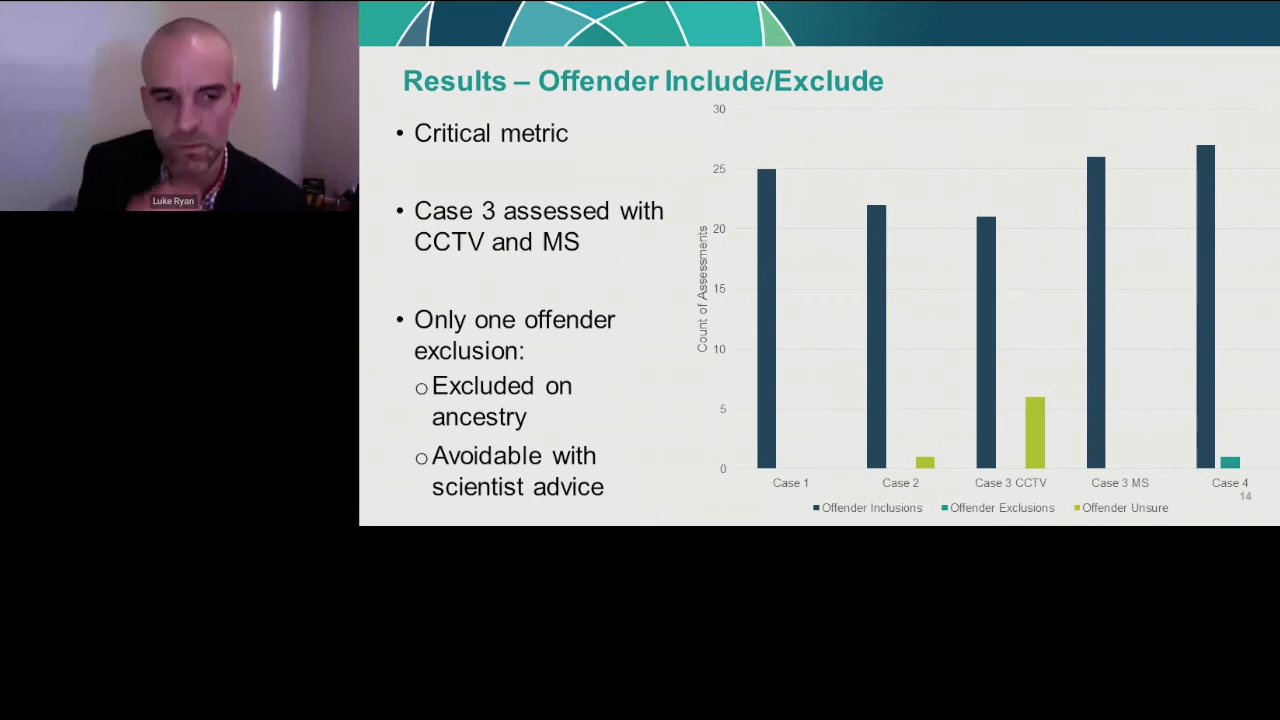 Luke Ryan
Results – Offender Include/Exclude
• Critical metric
• Case 3 assessed with
CCTV and MS
• Only one offender
exclusion:
o Excluded on
ancestry
o Avoidable with
scientist advice
Count of Assessments
30
25
20
15
10
5
0
Case 1 Case 2 Case 3 CCTV Case 3 MS Case 4
14
Offender Inclusions Offender Exclusions Offender Unsure